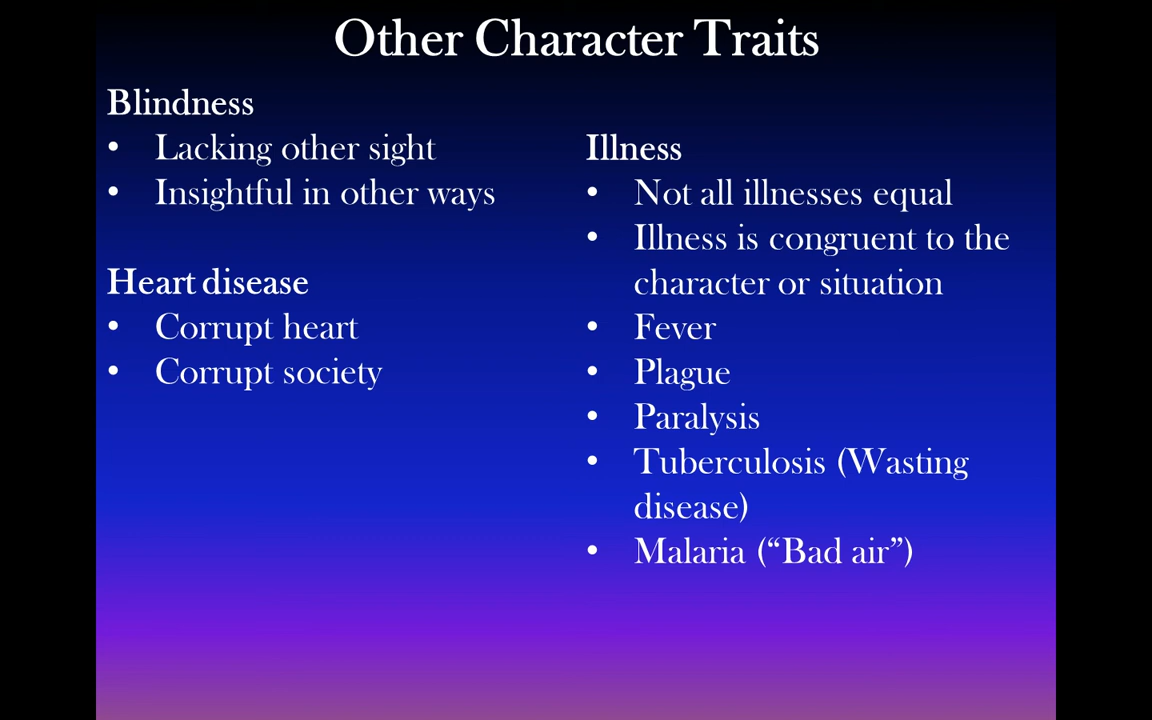 Other Character Traits
Blindness
• Lacking other sight
• Insightful in other ways
Heart disease
• Corrupt heart
• Corrupt society
Illness
• Not all illnesses equal
• Illness is congruent to the
character or situation
• Fever
• Plague
• Paralysis
• Tuberculosis (Wasting
disease)
• Malaria (“Bad air”)